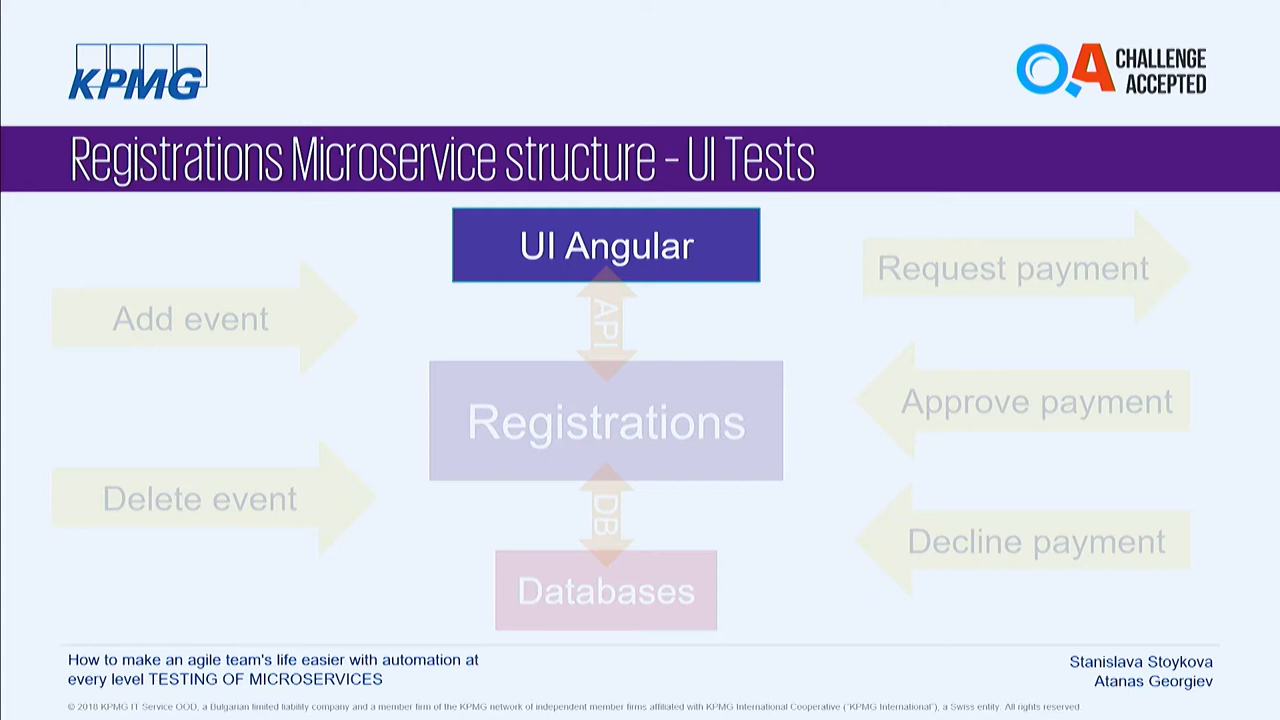 KPMG
QA CHALLENGE
ACCEPTED
Registrations Microservice structure - UI Tests
UI Angular
Request payment
Add event
API
Registrations
Approve payment
Delete event
DB
Decline payment
Databases
How to make an agile team's life easier with automation at
every level TESTING OF MICROSERVICES
Stanislava Stoykova
Atanas Georgiev
© 2018 KPMG IT Service OOD, a Bulgarian limited liability company and a member firm of the KPMG network of independent member firms affiliated with KPMG International Cooperative ("KPMG International"), a Swiss entity. All rights reserved.